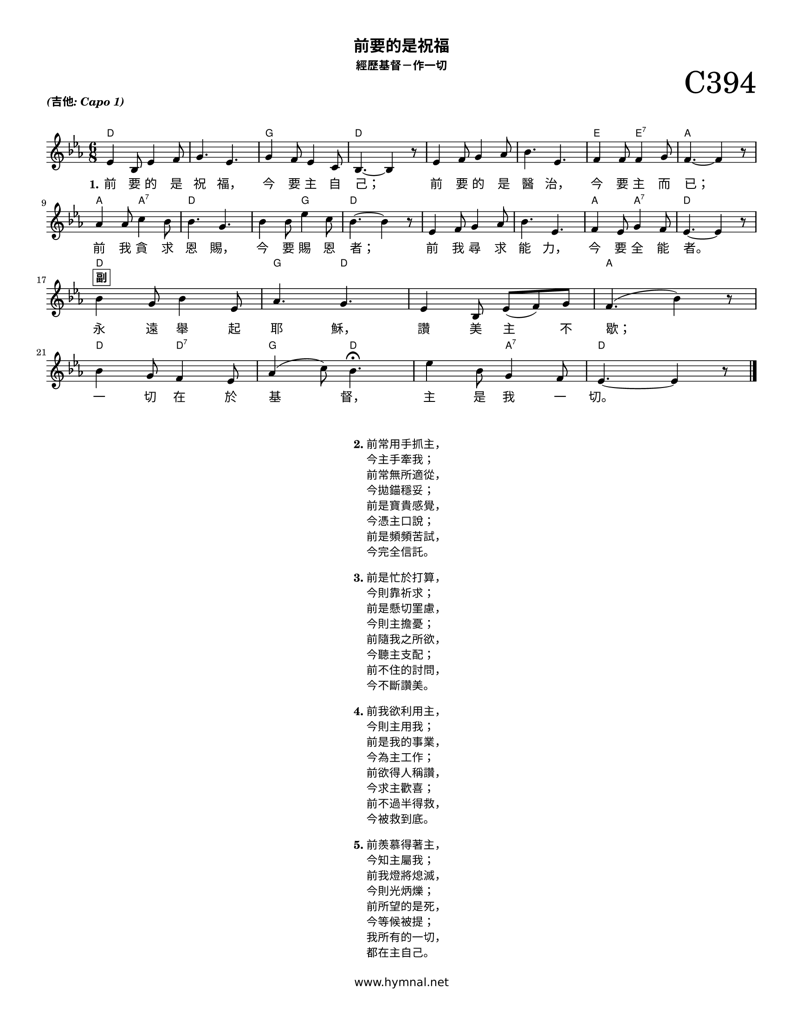 前要的是祝福
經歷基督－作一切
C394
(吉他: Capo 1)
D G D E E7 A
1. 前 要 的 是 祝 福, 今 要 主 自 己; 前 要 的 是 醫 治, 今 要 主 而 已;
9 A A7 D G D A A7 D
前 我 貪 求 恩 賜, 今 要 賜 恩 者; 前 我 尋 求 能 力, 今 要 全 能 者。
D G D A
17 副
永 遠 舉 起 耶 穌, 讚 美 主 不 歇;
21 D D7 G D A7 D
一 切 在 於 基 督, 主 是 我 一 切。
2. 前常用手抓主,
今主手牽我;
前常無所適從,
今拋錨穩妥;
前是寶貴感覺,
今憑主口說;
前是頻頻苦試,
今完全信託。
3. 前是忙於打算,
今則靠祈求;
前是懸切罣慮,
今則主擔憂;
前隨我之所欲,
今聽主支配;
前不住的討問,
今不斷讚美。
4. 前我欲利用主,
今則主用我;
前是我的事業,
今為主工作;
前欲得人稱讚,
今求主歡喜;
前不過半得救,
今被救到底。
5. 前羨慕得著主,
今知主屬我;
前我燈將熄滅,
今則光炳爍;
前所望的是死,
今等候被提;
我所有的一切,
都在主自己。
www.hymnal.net